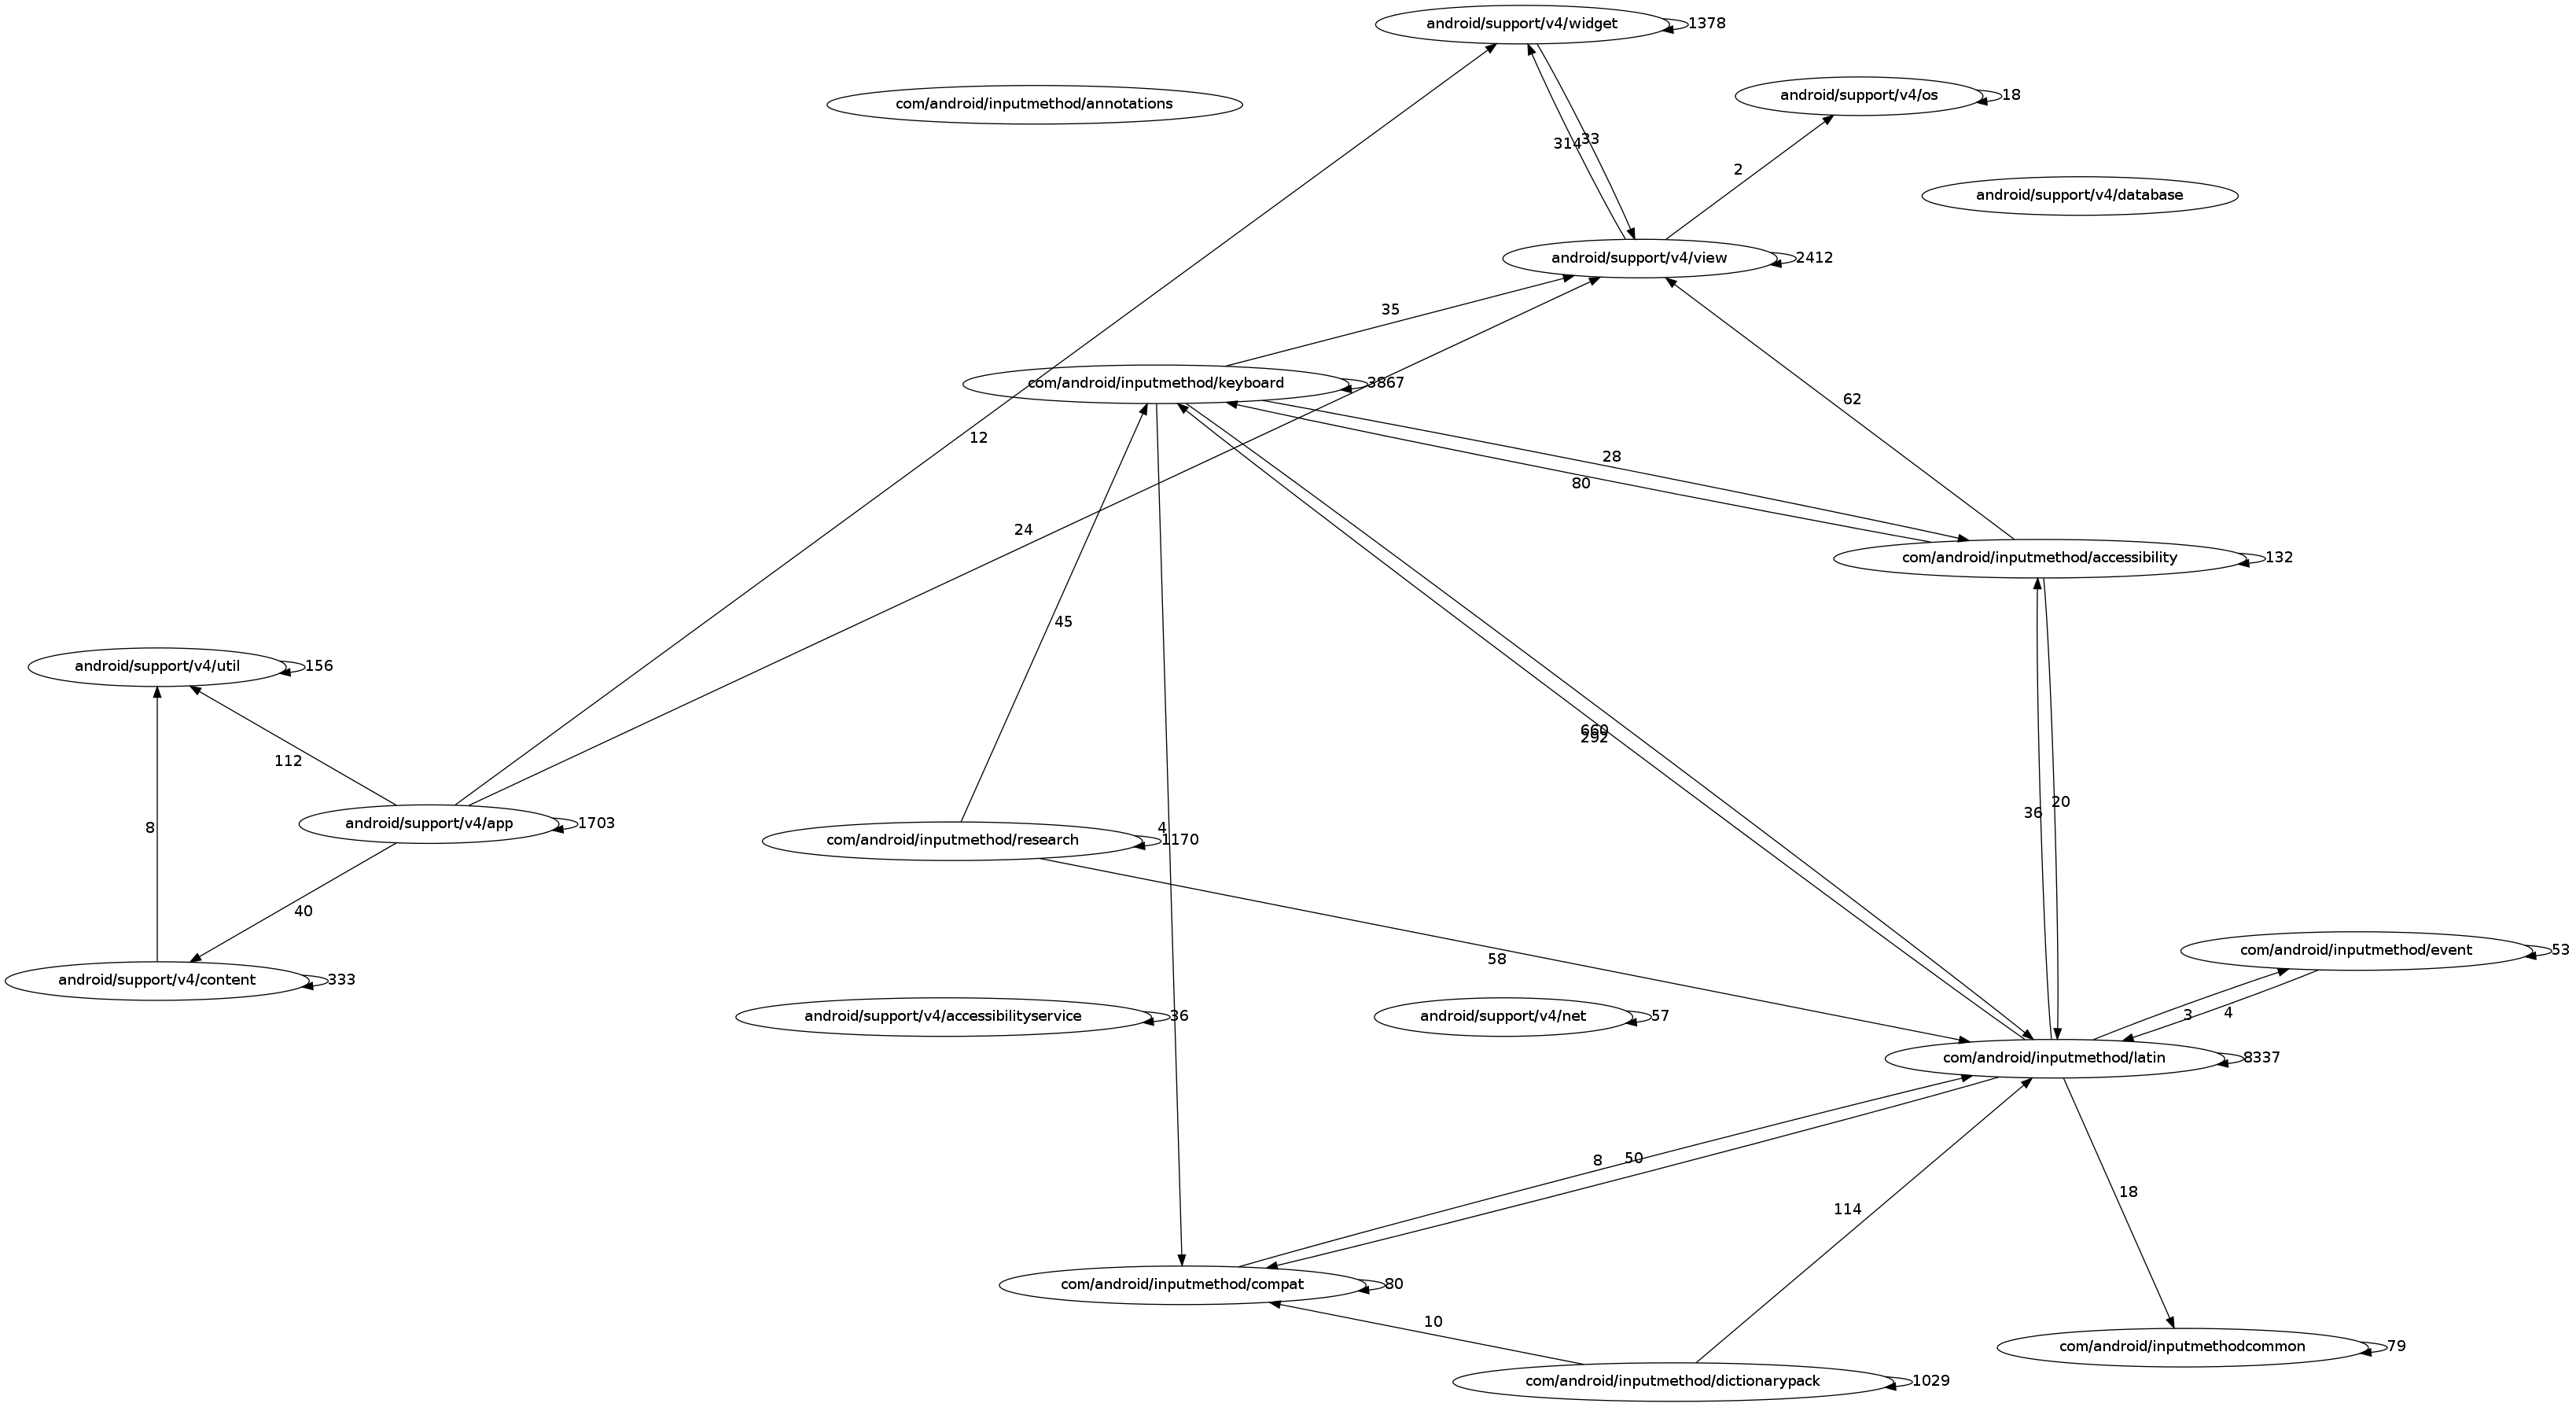 android/support/v4/widget
1378
android/support/v4/os
18
com/android/inputmethod/annotations
314
33
2
android/support/v4/database
android/support/v4/view
2412
35
com/android/inputmethod/keyboard
3867
62
12
28
80
24
com/android/inputmethod/accessibility
132
45
android/support/v4/util
156
660
292
112
36
20
8
android/support/v4/app
1703
4
com/android/inputmethod/research
1170
40
58
com/android/inputmethod/event
53
android/support/v4/content
333
android/support/v4/accessibilityservice
36
android/support/v4/net
57
3
4
com/android/inputmethod/latin
8337
8
50
18
114
com/android/inputmethod/compat
80
10
com/android/inputmethodcommon
79
com/android/inputmethod/dictionarypack
1029